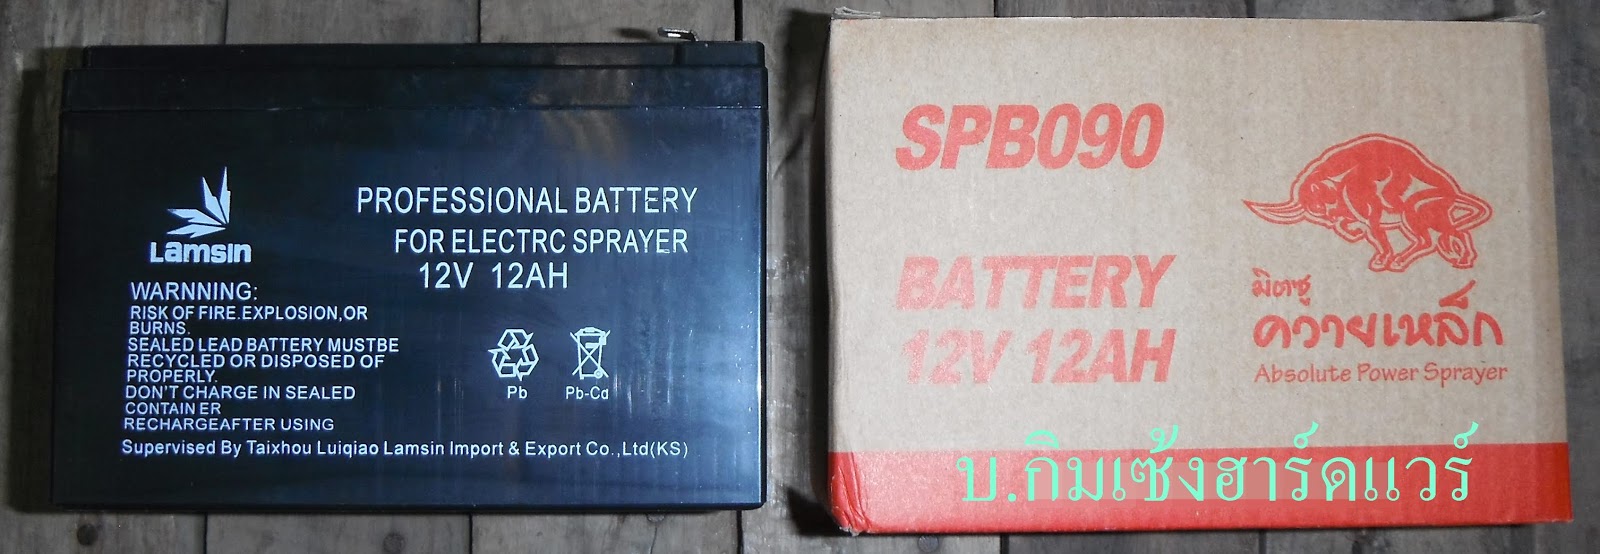 Lamsin
PROFESSIONAL BATTERY
FOR ELECTRC SPRAYER
12V 12AH
WARNNING:
RISK OF FIRE.EXPLOSION,OR
BURNS.
SEALED LEAD BATTERY MUSTBE
RECYCLED OR DISPOSED OF
PROPERLY.
DON'T CHARGE IN SEALED
CONTAIN ER
RECHARGEAFTER USING
Pb
Pb-Cd
Supervised By Taixhou Luiqiao Lamsin Import & Export Co.,Ltd(KS)
SPB090
BATTERY
12V 12AH
มิตซู
ควายเหล็ก
Absolute Power Sprayer
บ.กิมเซ้งฮาร์ดแวร์